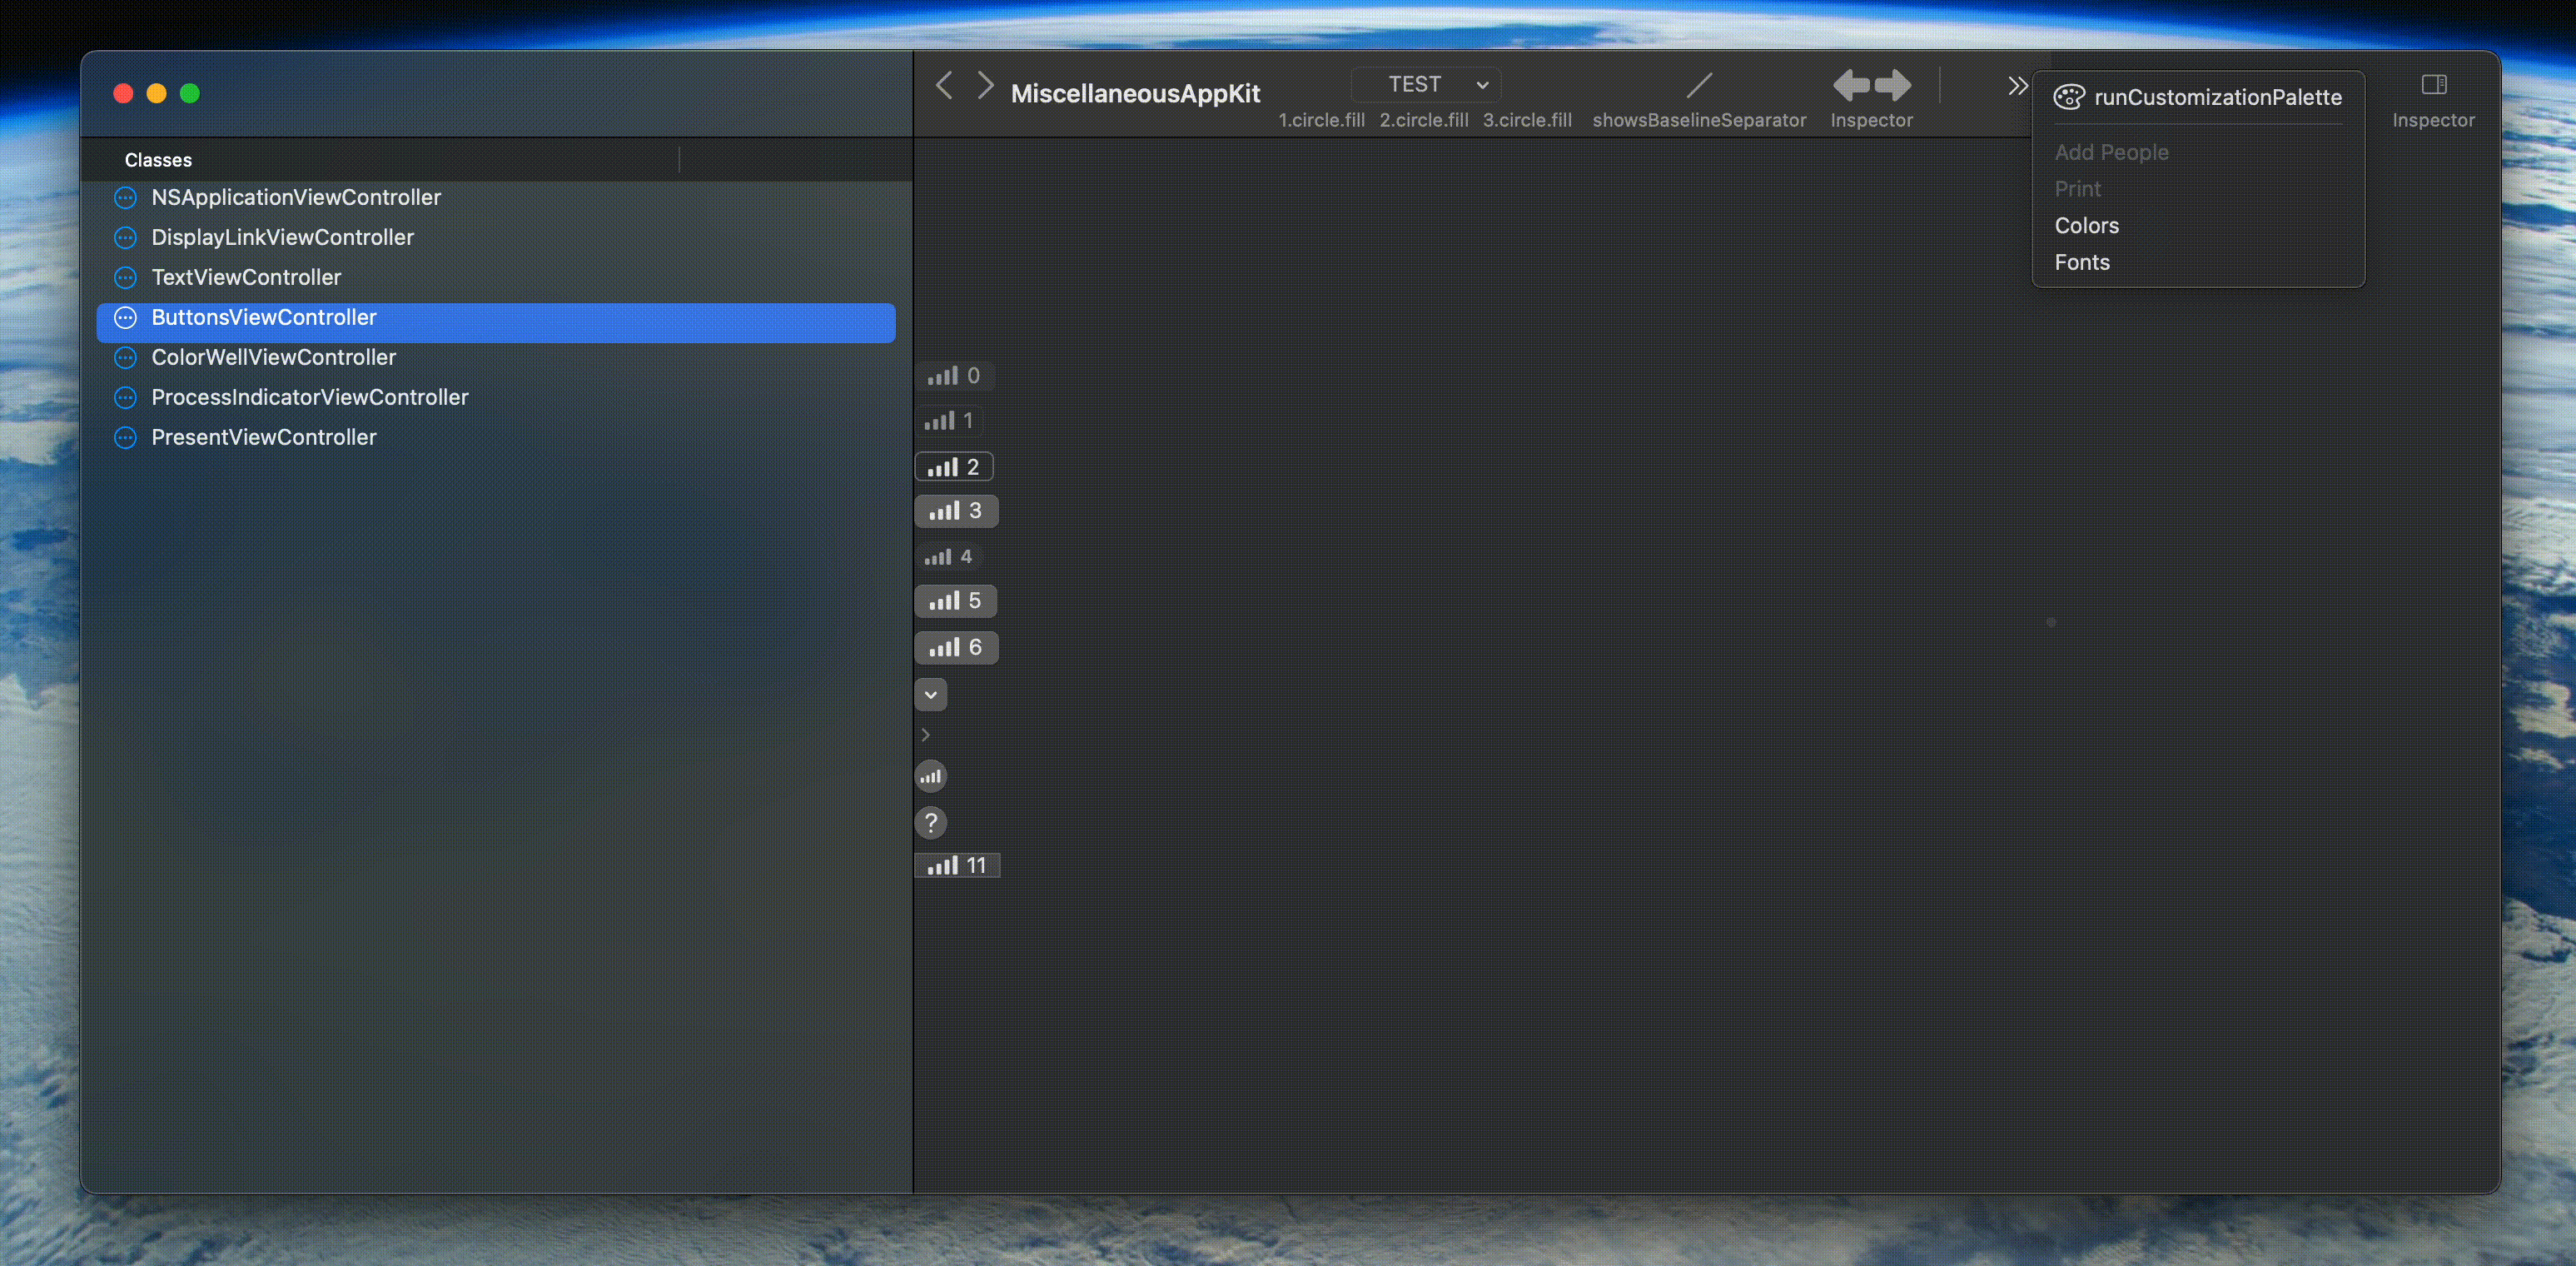 MiscellaneousAppKit
TEST
1.circle.fill 2.circle.fill 3.circle.fill
showsBaselineSeparator
Inspector
runCustomizationPalette
Add People
Print
Colors
Fonts
Inspector
Classes
NSApplicationViewController
DisplayLinkViewController
TextViewController
ButtonsViewController
ColorWellViewController
ProcessIndicatorViewController
PresentViewController
0
1
2
3
4
5
6
?
11